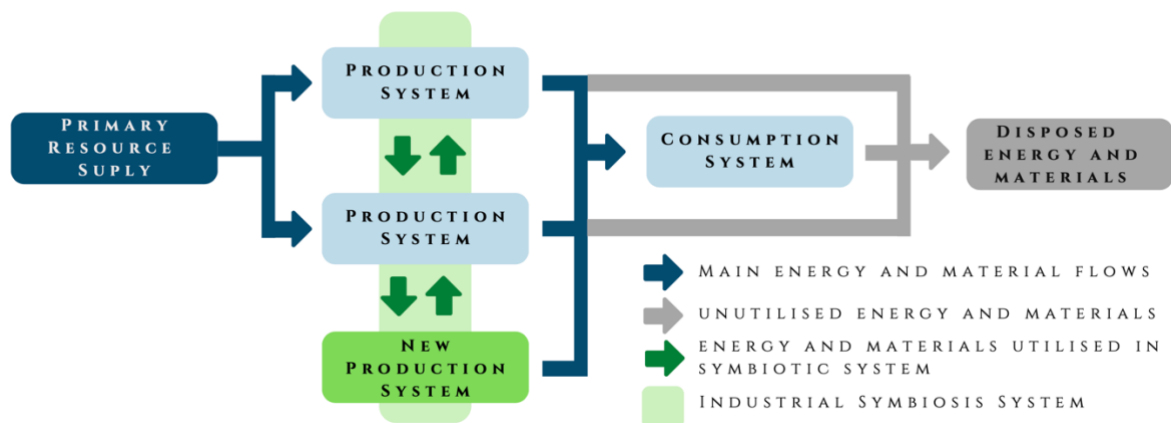 Production
System
Primary
Resource
Suply
Consumption
System
Disposed
energy and
materials
Production
System
New
Production
System
Main energy and material flows
unutilised energy and materials
energy and materials utilised in
symbiotic system
Industrial Symbiosis System